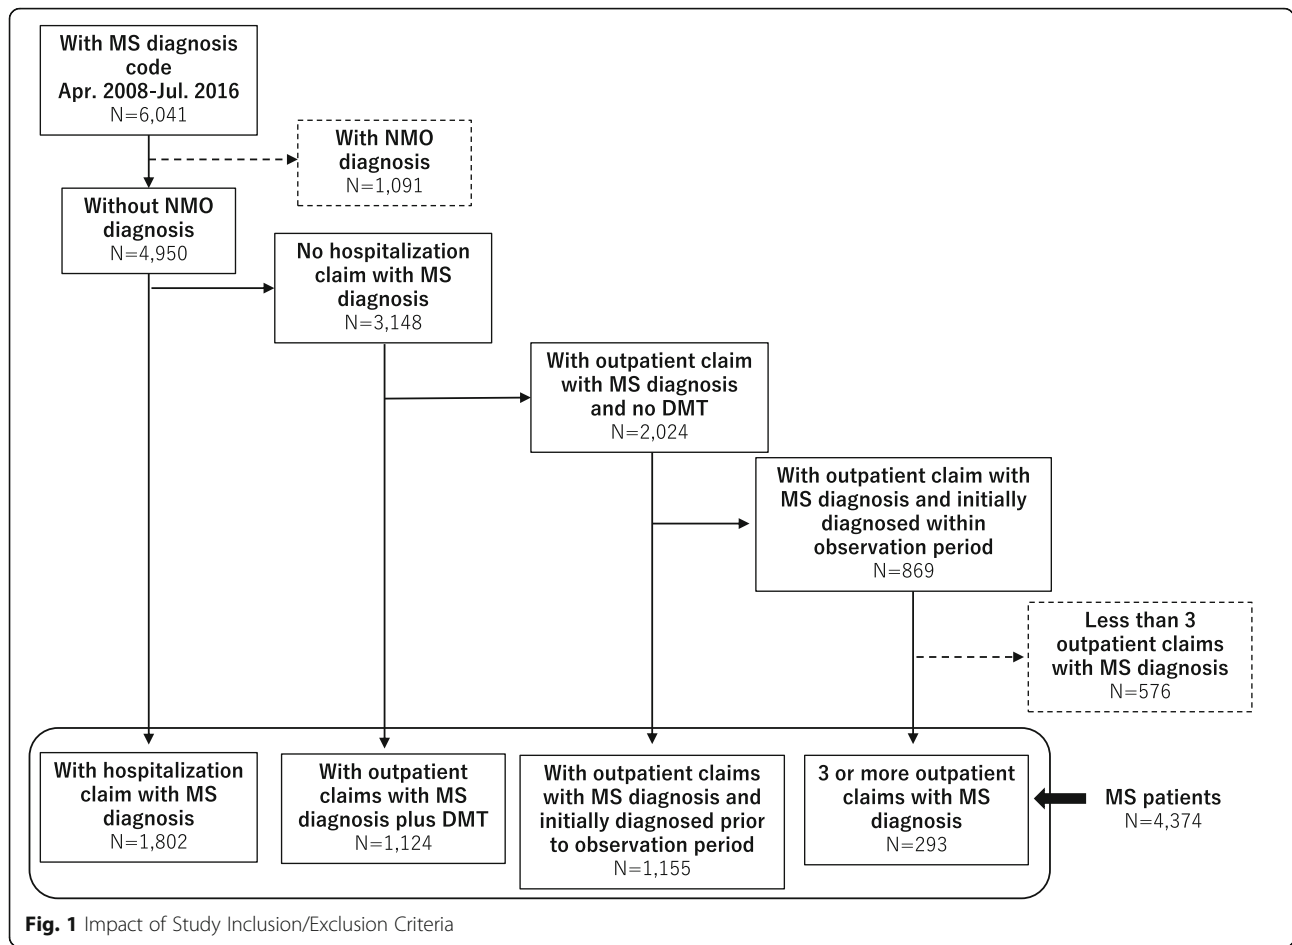 With MS diagnosis
code
Apr. 2008-Jul. 2016
N=6,041
With NMO
diagnosis
N=1,091
Without NMO
diagnosis
N=4,950
No hospitalization
claim with MS
diagnosis
N=3,148
With outpatient claim
with MS diagnosis
and no DMT
N=2,024
With outpatient claim with
MS diagnosis and initially
diagnosed within
observation period
N=869
Less than 3
outpatient claims
with MS diagnosis
N=576
With hospitalization
claim with MS
diagnosis
N=1,802
With outpatient
claims with MS
diagnosis plus DMT
N=1,124
With outpatient claims
with MS diagnosis and
initially diagnosed prior
to observation period
N=1,155
3 or more outpatient
claims with MS
diagnosis
N=293
MS patients
N=4,374
Fig. 1 Impact of Study Inclusion/Exclusion Criteria